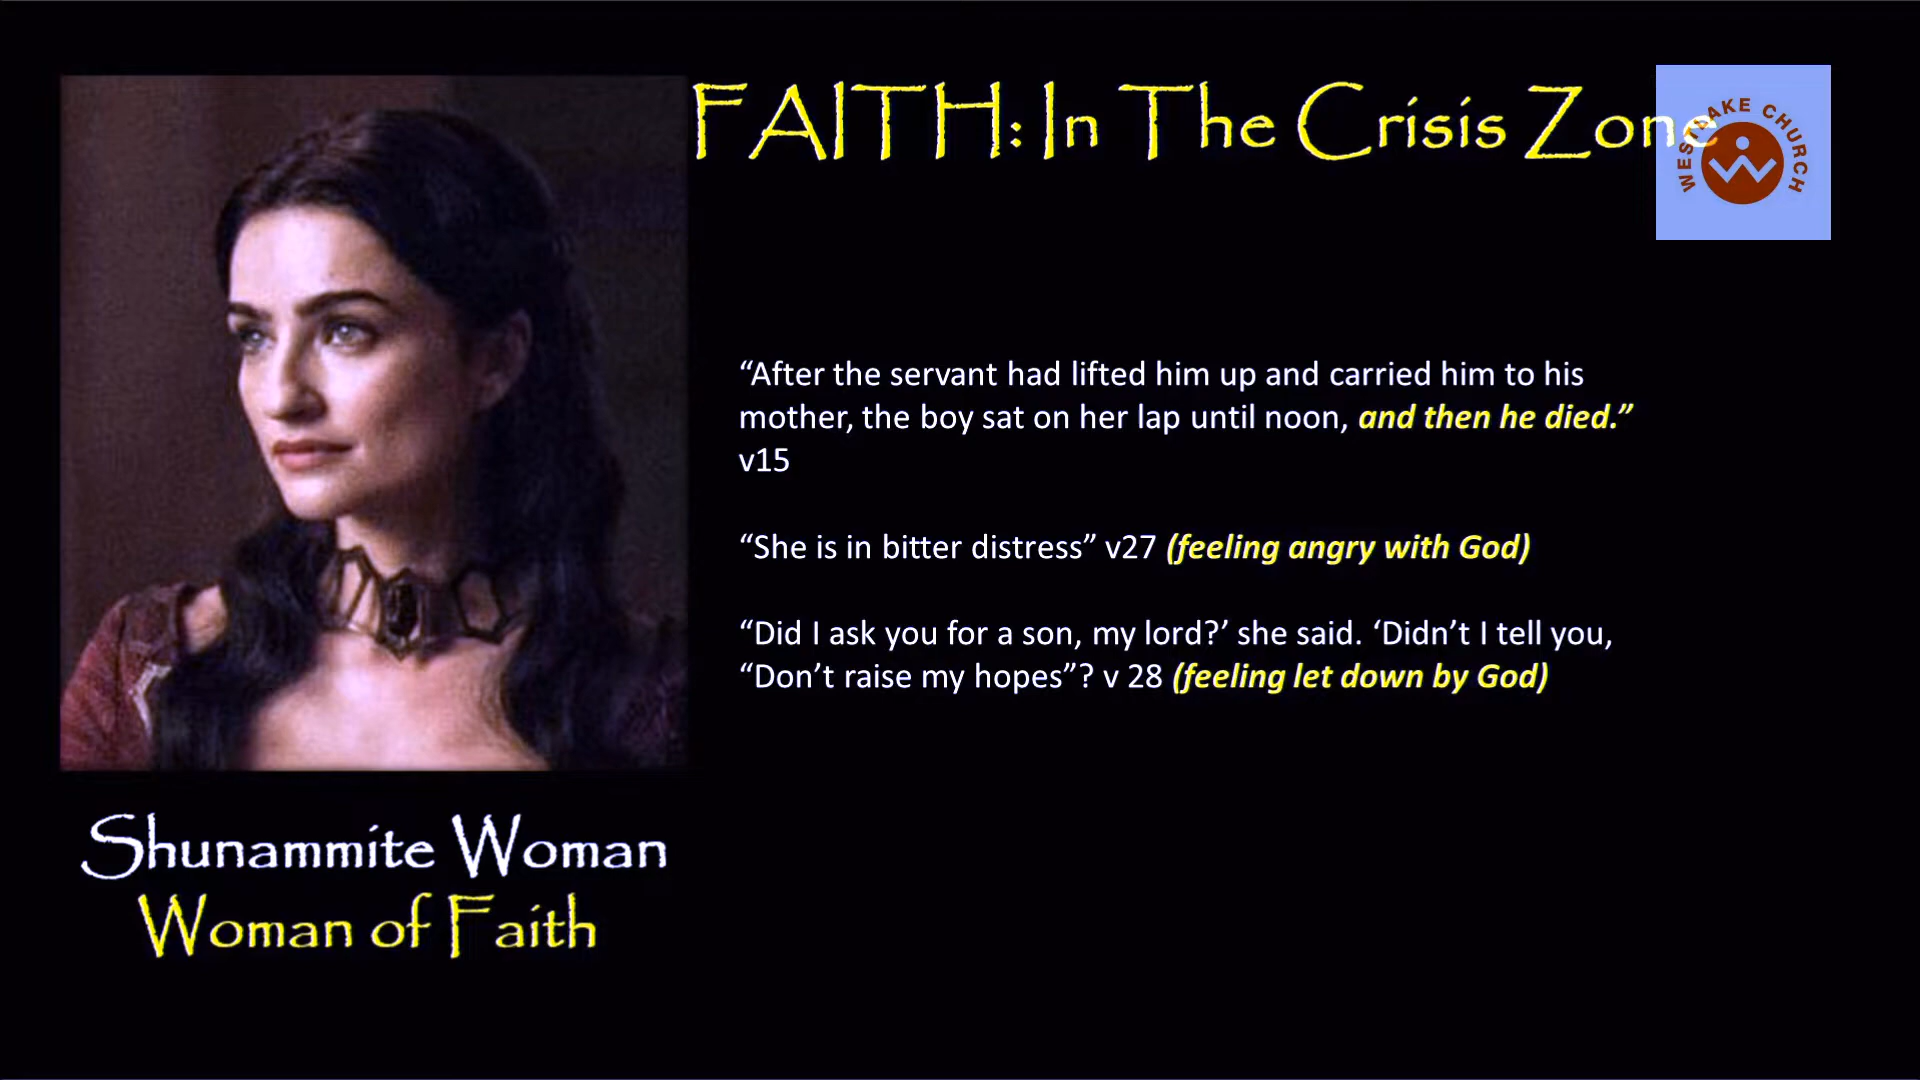 FAITH: In The Crisis Zone
WESTLAKE CHURCH
“After the servant had lifted him up and carried him to his
mother, the boy sat on her lap until noon, and then he died.”
v15
“She is in bitter distress” v27 (feeling angry with God)
“Did I ask you for a son, my lord?’ she said. ‘Didn’t I tell you,
“Don’t raise my hopes”? v 28 (feeling let down by God)
Shunammite Woman
Woman of Faith